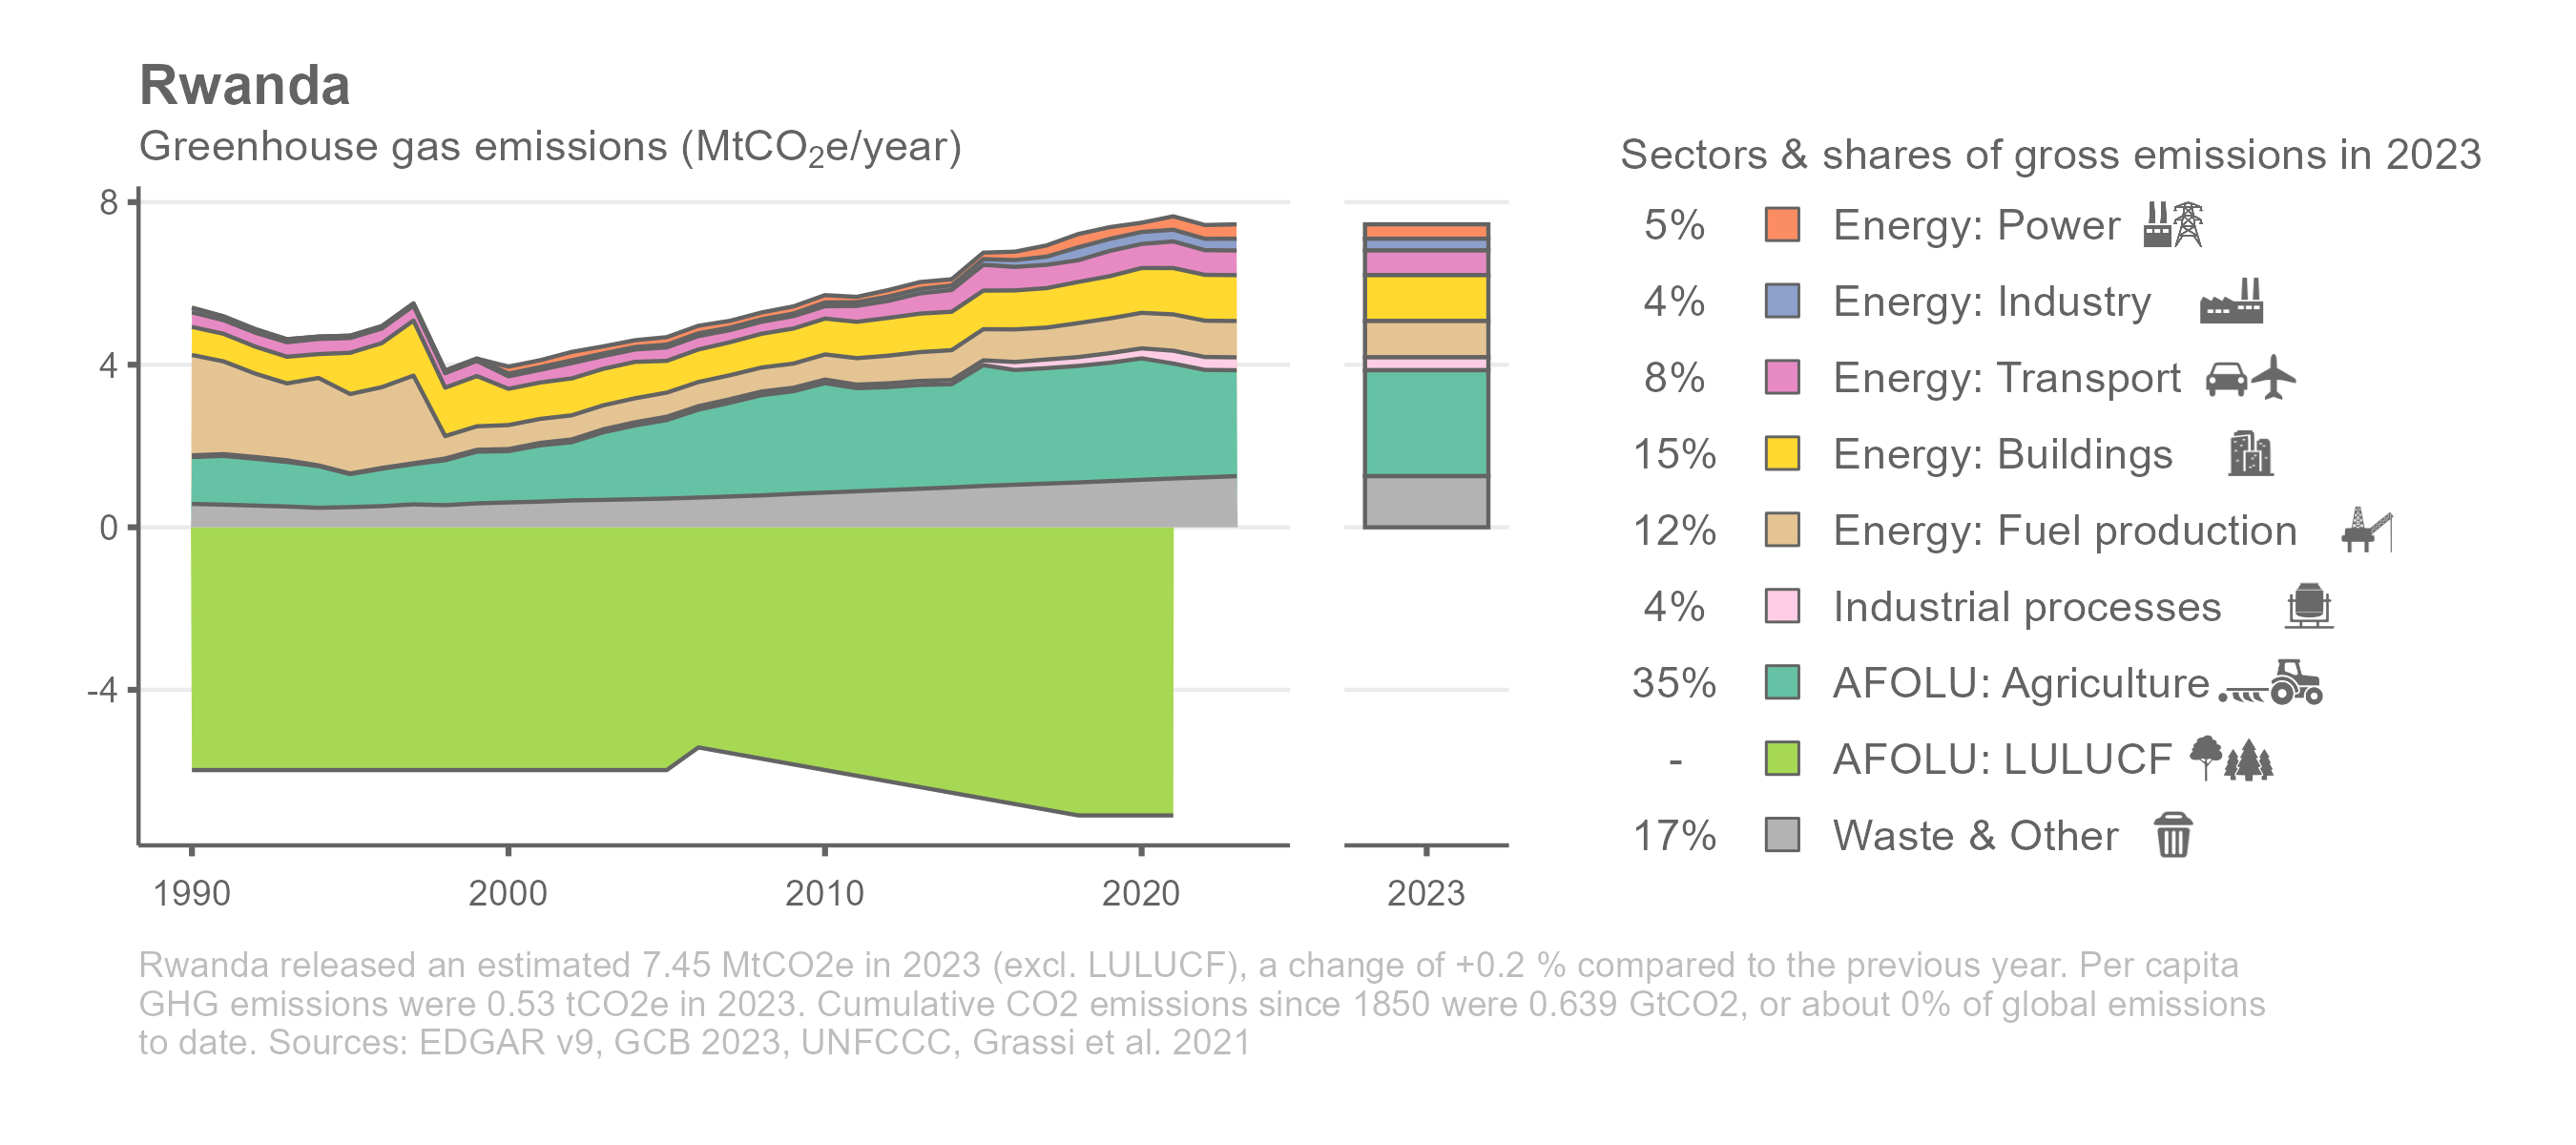 Rwanda
Greenhouse gas emissions (MtCO₂e/year)
8
4
0
-4
1990 2000 2010 2020 2023
Sectors & shares of gross emissions in 2023
5% Energy: Power
4% Energy: Industry
8% Energy: Transport
15% Energy: Buildings
12% Energy: Fuel production
4% Industrial processes
35% AFOLU: Agriculture
- AFOLU: LULUCF
17% Waste & Other
Rwanda released an estimated 7.45 MtCO2e in 2023 (excl. LULUCF), a change of +0.2 % compared to the previous year. Per capita
GHG emissions were 0.53 tCO2e in 2023. Cumulative CO2 emissions since 1850 were 0.639 GtCO2, or about 0% of global emissions
to date. Sources: EDGAR v9, GCB 2023, UNFCCC, Grassi et al. 2021